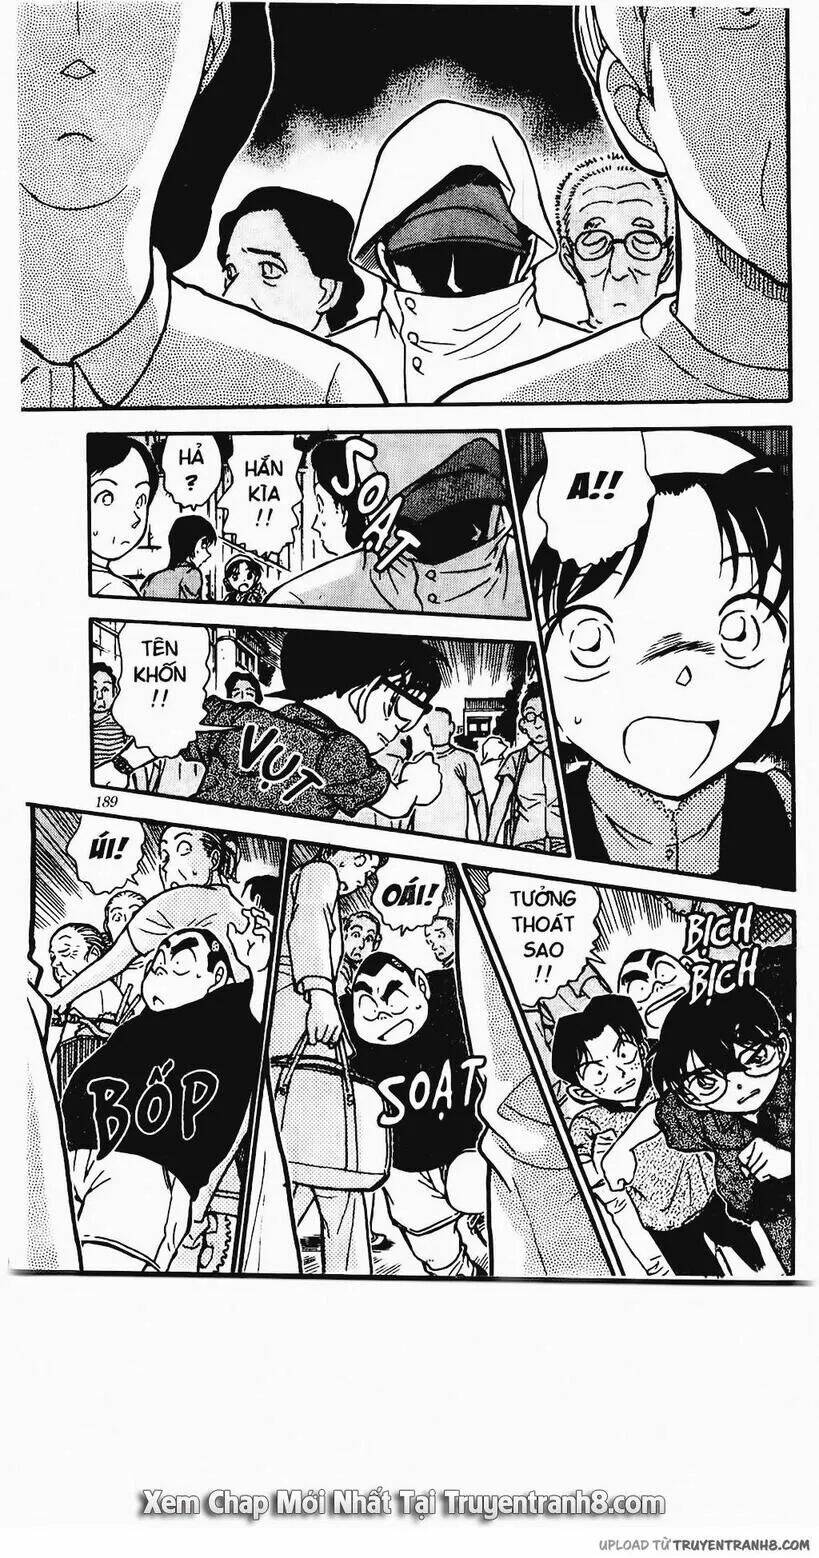 A!!
HẢ
?
HẮN
KÌA
!!
SOẠT
TÊN
KHỐN
!!
VỤT
189
ÚI!
BỐP
OÁI!
SOẠT
TƯỞNG
THOÁT
SAO
!!
BỊCH
BỊCH
Xem Chap Mới Nhất Tại Truyentranh8.com
UPLOAD TỪ TRUYENTRANH8.COM